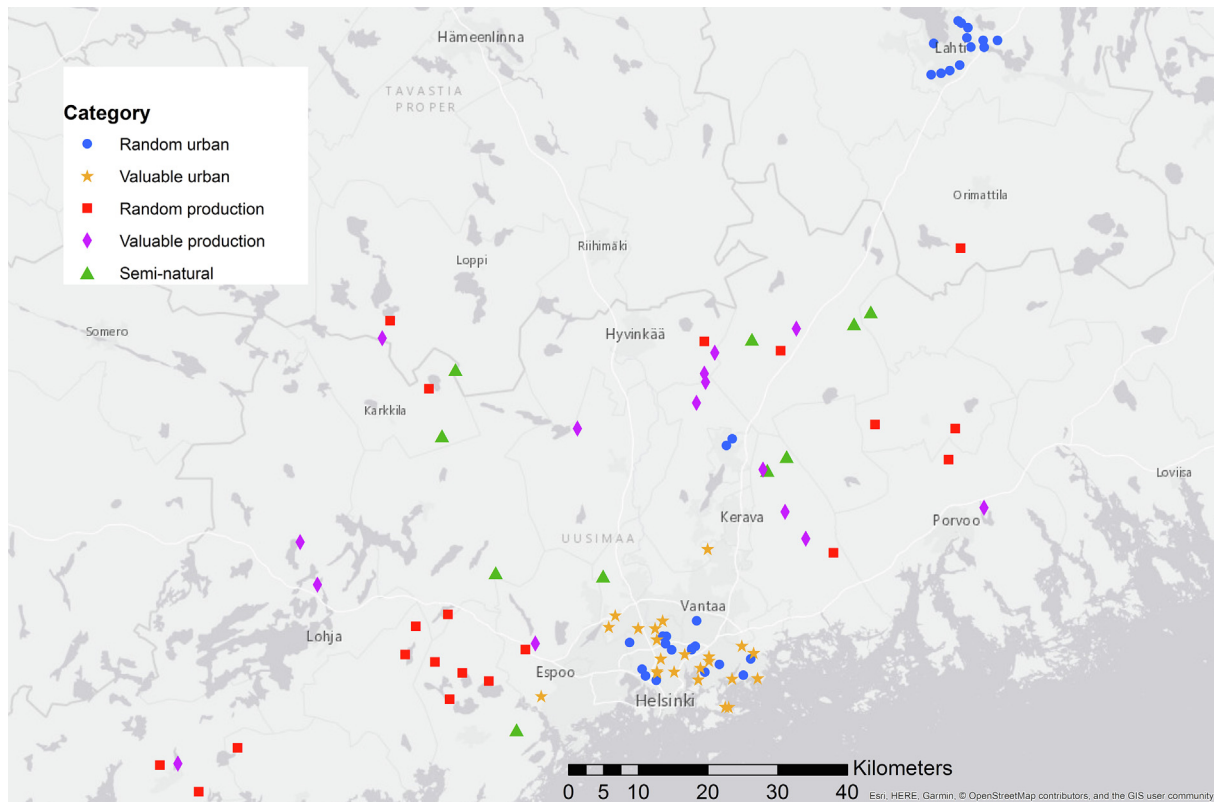 Hämeenlinna
Lahti
TAVASTIA
PROPER
Category
Random urban
Valuable urban
Random production
Valuable production
Semi-natural
Orimattila
Riihimäki
Loppi
Somero
Hyvinkää
Karkkila
Loviisa
Kerava
Porvoo
UUSIMAA
Vantaa
Lohja
Espoo
Helsinki
Kilometers
0 5 10 20 30 40
Esri, HERE, Garmin, © OpenStreetMap contributors, and the GIS user community